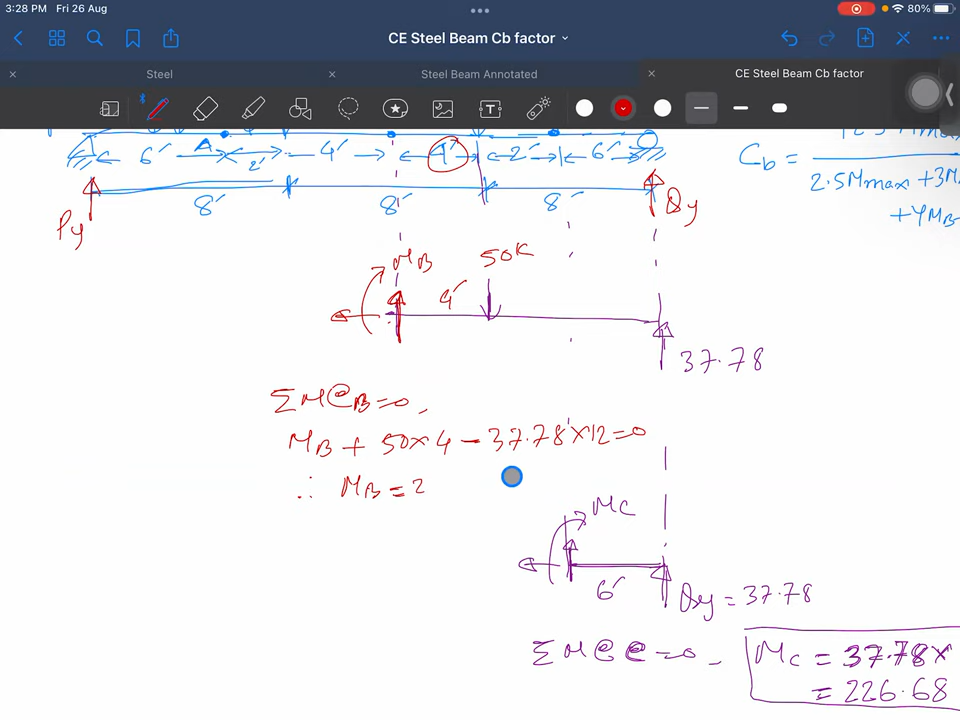 3:28 PM Fri 26 Aug
80%
CE Steel Beam Cb factor
Steel
Steel Beam Annotated
CE Steel Beam Cb factor
6' A 2' 4' 4' 2' 6'
8' 8' 8'
Py
Qy
Cb =
2.5Mmax + 3M
+ 4MB
MB
50K
4'
37.78
ΣM@B=0,
MB + 50×4 - 37.78×12=0
∴ MB = 2
MC
6'
Qy = 37.78
ΣM@C=0,
MC = 37.78×
= 226.68